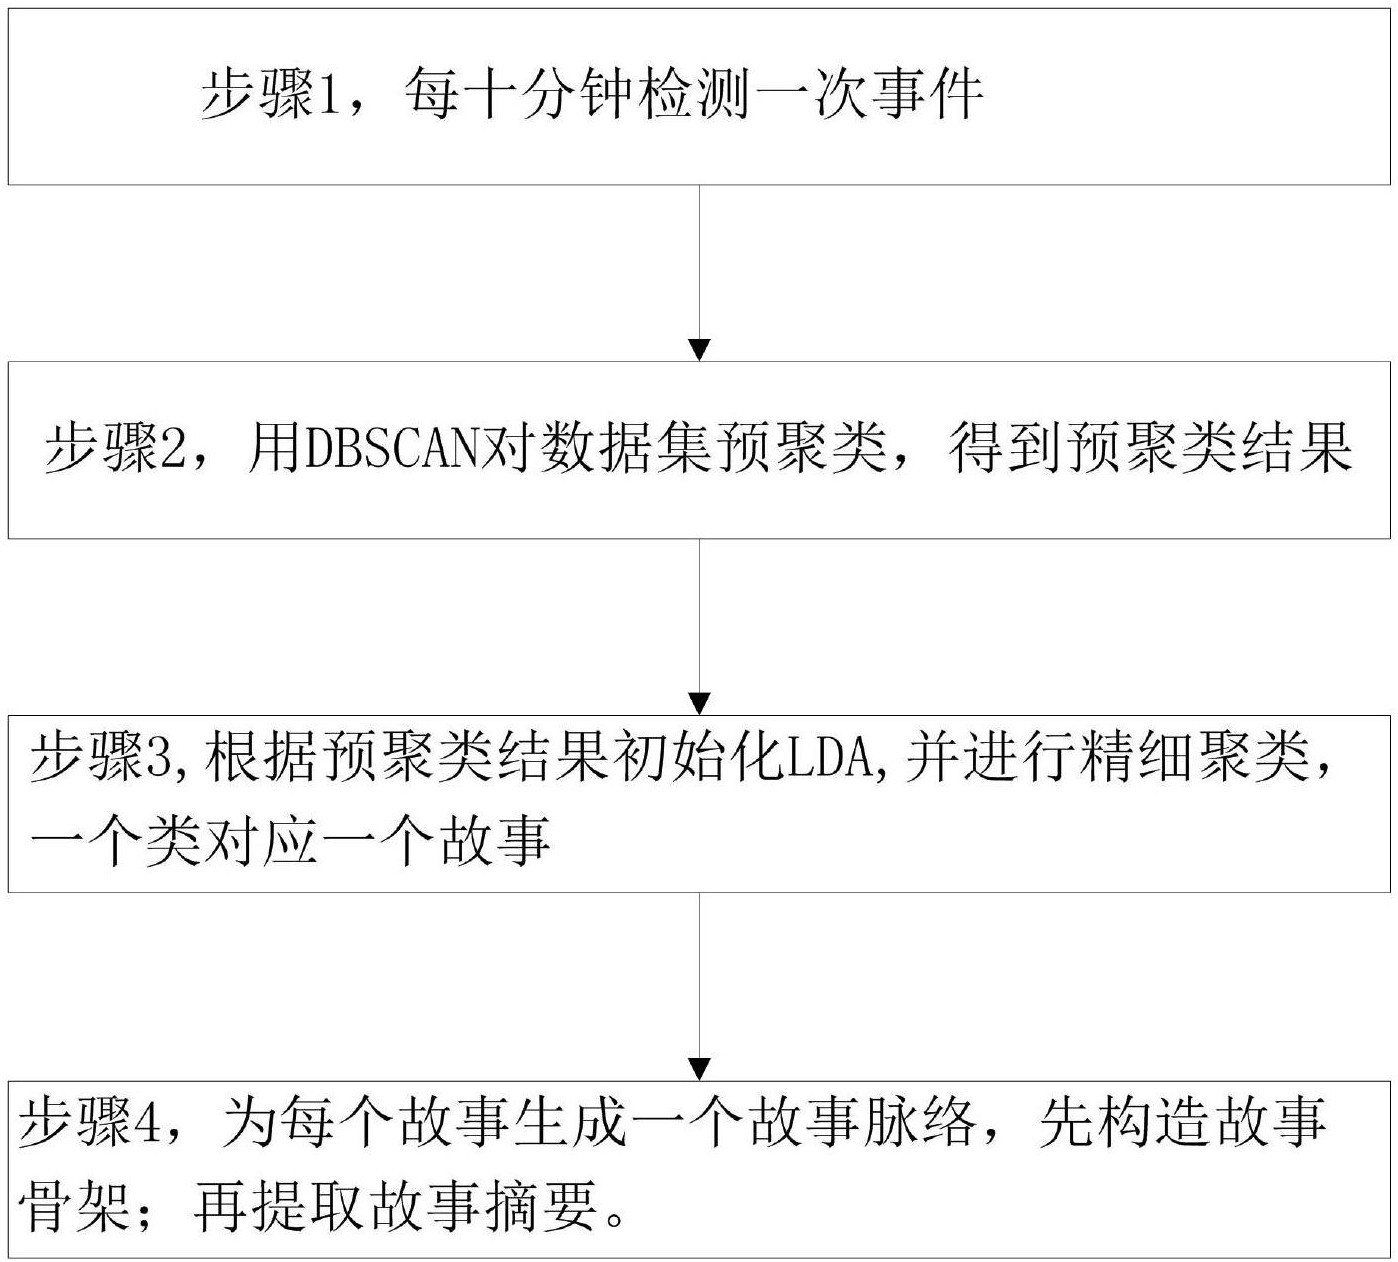 步骤1，每十分钟检测一次事件
步骤2，用DBSCAN对数据集预聚类，得到预聚类结果
步骤3,根据预聚类结果初始化LDA,并进行精细聚类，
一个类对应一个故事
步骤4，为每个故事生成一个故事脉络，先构造故事
骨架；再提取故事摘要。